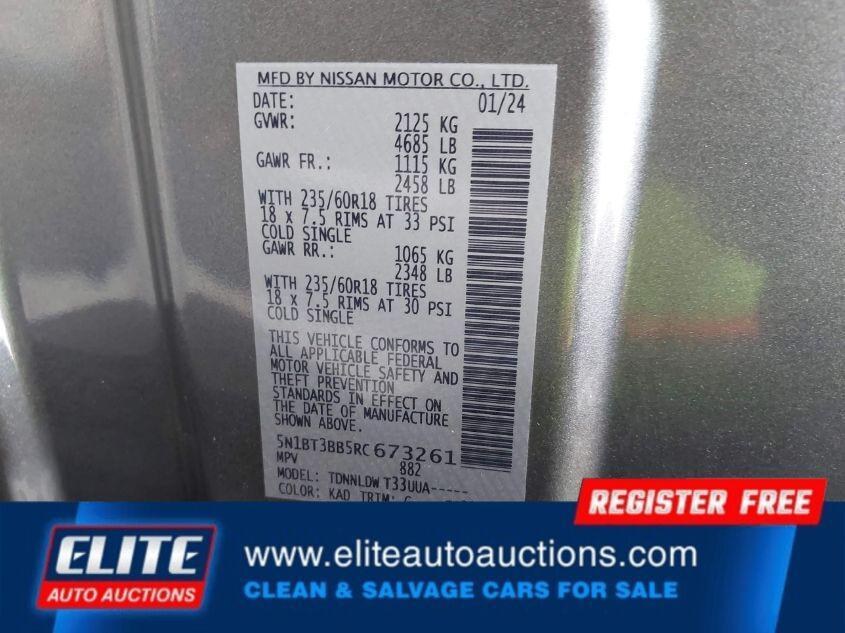 MFD BY NISSAN MOTOR CO., LTD.
DATE: 01/24
GVWR: 2125 KG
4685 LB
GAWR FR.: 1115 KG
2458 LB
WITH 235/60R18 TIRES
18 x 7.5 RIMS AT 33 PSI
COLD SINGLE
GAWR RR.: 1065 KG
2348 LB
WITH 235/60R18 TIRES
18 x 7.5 RIMS AT 30 PSI
COLD SINGLE
THIS VEHICLE CONFORMS TO
ALL APPLICABLE FEDERAL
MOTOR VEHICLE SAFETY AND
THEFT PREVENTION
STANDARDS IN EFFECT ON
THE DATE OF MANUFACTURE
SHOWN ABOVE.
5N1BT3BB5RC673261
MPV 882
MODEL: TDNNLDW T33UUA-----
COLOR: KAD TRIM:
REGISTER FREE
ELITE
AUTO AUCTIONS
www.eliteautoauctions.com
CLEAN & SALVAGE CARS FOR SALE